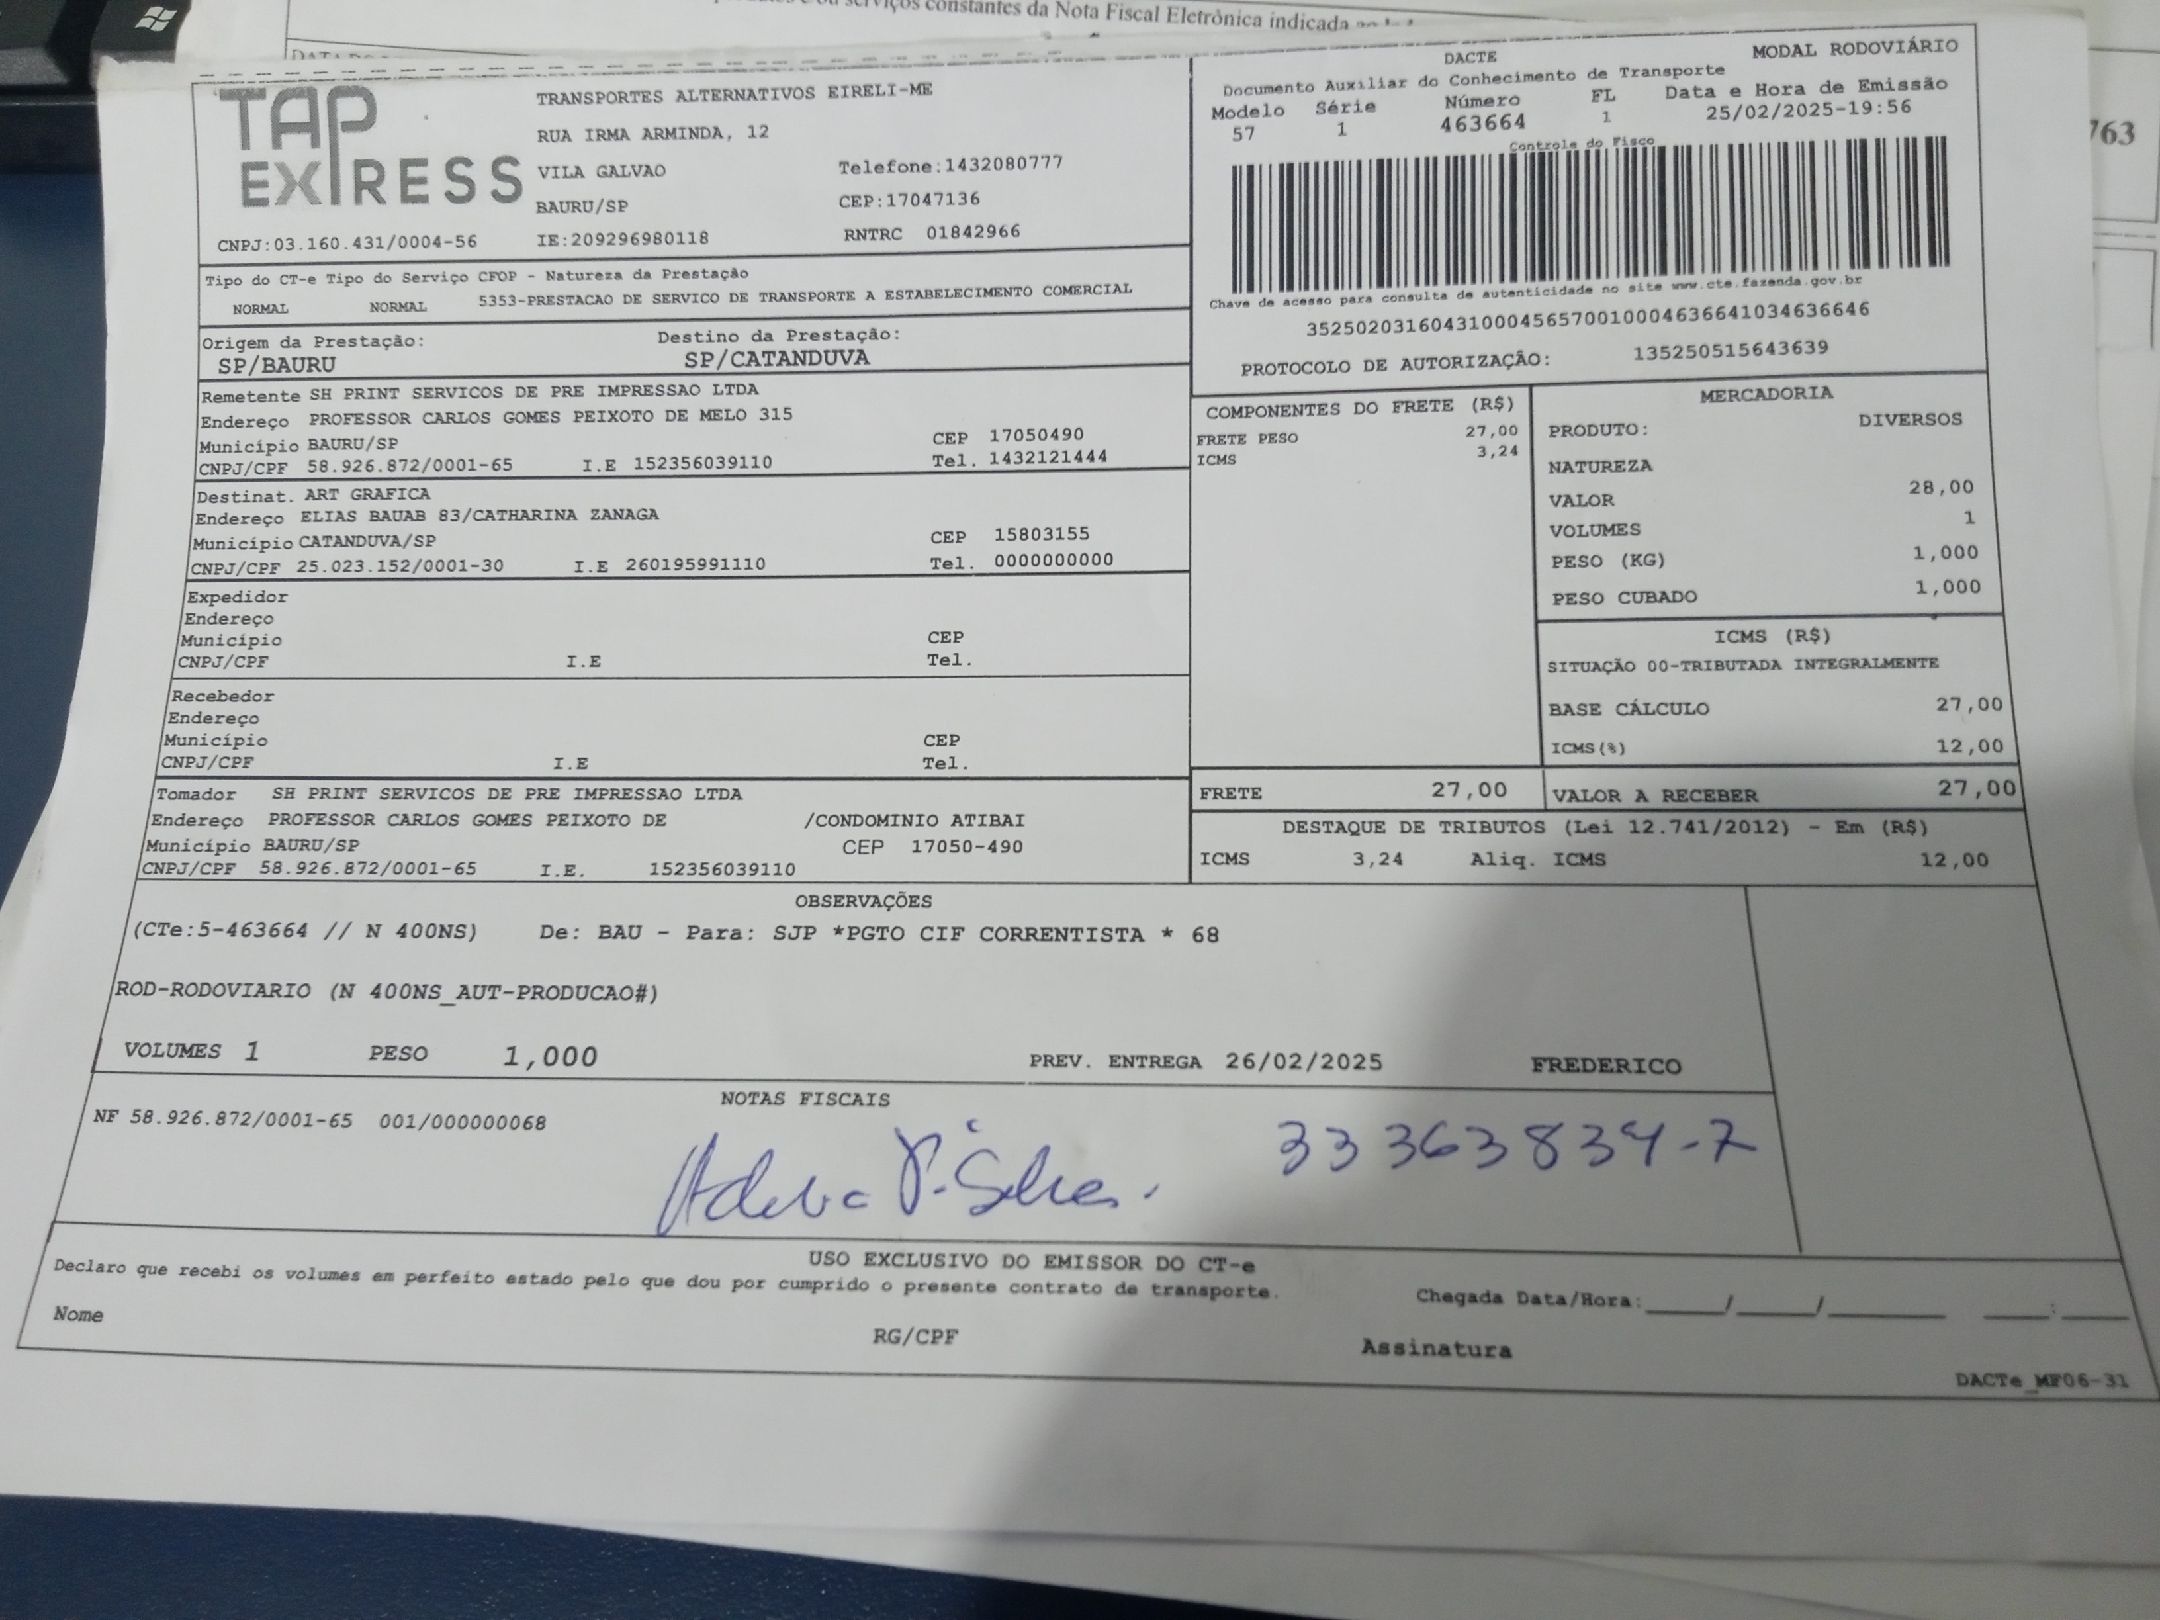 serviços constantes da Nota Fiscal Eletrônica indicada
763
TAP EXPRESS
TRANSPORTES ALTERNATIVOS EIRELI-ME
RUA IRMA ARMINDA, 12
VILA GALVAO Telefone:1432080777
BAURU/SP CEP:17047136
CNPJ:03.160.431/0004-56 IE:209296980118 RNTRC 01842966
DACTE MODAL RODOVIÁRIO
Documento Auxiliar do Conhecimento de Transporte
Modelo Série Número FL Data e Hora de Emissão
57 1 463664 1 25/02/2025-19:56
Controle do Fisco
Chave de acesso para consulta de autenticidade no site www.cte.fazenda.gov.br
35250203160431000456570010004636641034636646
PROTOCOLO DE AUTORIZAÇÃO: 135250515643639
Tipo do CT-e Tipo do Serviço CFOP - Natureza da Prestação
NORMAL NORMAL 5353-PRESTACAO DE SERVICO DE TRANSPORTE A ESTABELECIMENTO COMERCIAL
Origem da Prestação: Destino da Prestação:
SP/BAURU SP/CATANDUVA
Remetente SH PRINT SERVICOS DE PRE IMPRESSAO LTDA
Endereço PROFESSOR CARLOS GOMES PEIXOTO DE MELO 315
Município BAURU/SP CEP 17050490
CNPJ/CPF 58.926.872/0001-65 I.E 152356039110 Tel. 1432121444
Destinat. ART GRAFICA
Endereço ELIAS BAUAB 83/CATHARINA ZANAGA
Município CATANDUVA/SP CEP 15803155
CNPJ/CPF 25.023.152/0001-30 I.E 260195991110 Tel. 0000000000
Expedidor
Endereço
Município CEP
CNPJ/CPF I.E Tel.
Recebedor
Endereço
Município CEP
CNPJ/CPF I.E Tel.
Tomador SH PRINT SERVICOS DE PRE IMPRESSAO LTDA
Endereço PROFESSOR CARLOS GOMES PEIXOTO DE /CONDOMINIO ATIBAI
Município BAURU/SP CEP 17050-490
CNPJ/CPF 58.926.872/0001-65 I.E. 152356039110
COMPONENTES DO FRETE (R$)
FRETE PESO 27,00
ICMS 3,24
MERCADORIA
PRODUTO: DIVERSOS
NATUREZA
VALOR 28,00
VOLUMES 1
PESO (KG) 1,000
PESO CUBADO 1,000
ICMS (R$)
SITUAÇÃO 00-TRIBUTADA INTEGRALMENTE
BASE CÁLCULO 27,00
ICMS(%) 12,00
FRETE 27,00 VALOR A RECEBER 27,00
DESTAQUE DE TRIBUTOS (Lei 12.741/2012) - Em (R$)
ICMS 3,24 Aliq. ICMS 12,00
OBSERVAÇÕES
(CTe:5-463664 // N 400NS) De: BAU - Para: SJP *PGTO CIF CORRENTISTA * 68
ROD-RODOVIARIO (N 400NS_AUT-PRODUCAO#)
VOLUMES 1 PESO 1,000 PREV. ENTREGA 26/02/2025 FREDERICO
NOTAS FISCAIS
NF 58.926.872/0001-65 001/000000068
33363834-7
USO EXCLUSIVO DO EMISSOR DO CT-e
Declaro que recebi os volumes em perfeito estado pelo que dou por cumprido o presente contrato de transporte.
Chegada Data/Hora:____/____/______ ___:___
Nome RG/CPF Assinatura
DACTe_MF06-31